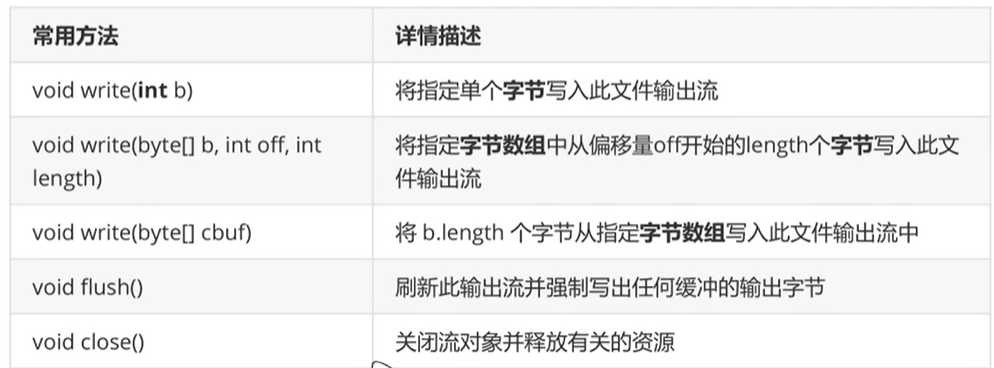 常用方法 详情描述
void write(int b) 将指定单个字节写入此文件输出流
void write(byte[] b, int off, int length) 将指定字节数组中从偏移量off开始的length个字节写入此文件输出流
void write(byte[] cbuf) 将 b.length 个字节从指定字节数组写入此文件输出流中
void flush() 刷新此输出流并强制写出任何缓冲的输出字节
void close() 关闭流对象并释放有关的资源